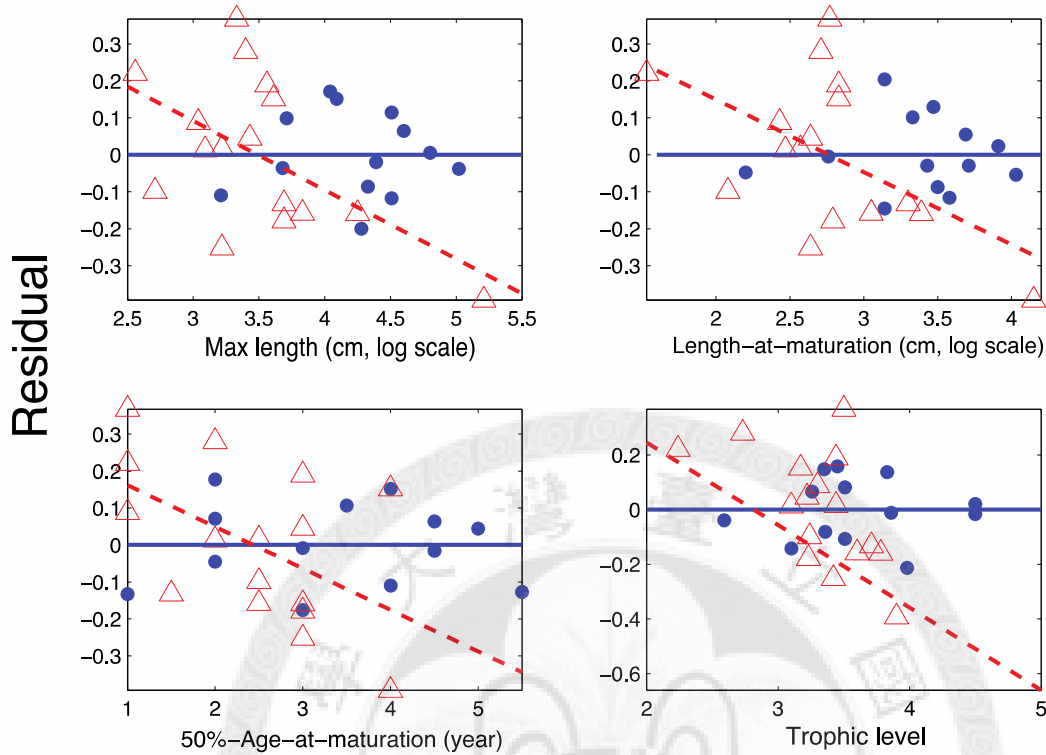 Residual
0.3
0.2
0.1
0
−0.1
−0.2
−0.3
2.5 3 3.5 4 4.5 5 5.5
Max length (cm, log scale)
0.3
0.2
0.1
0
−0.1
−0.2
−0.3
2 2.5 3 3.5 4
Length−at−maturation (cm, log scale)
0.3
0.2
0.1
0
−0.1
−0.2
−0.3
1 2 3 4 5
50%−Age−at−maturation (year)
0.2
0
−0.2
−0.4
−0.6
2 3 4 5
Trophic level